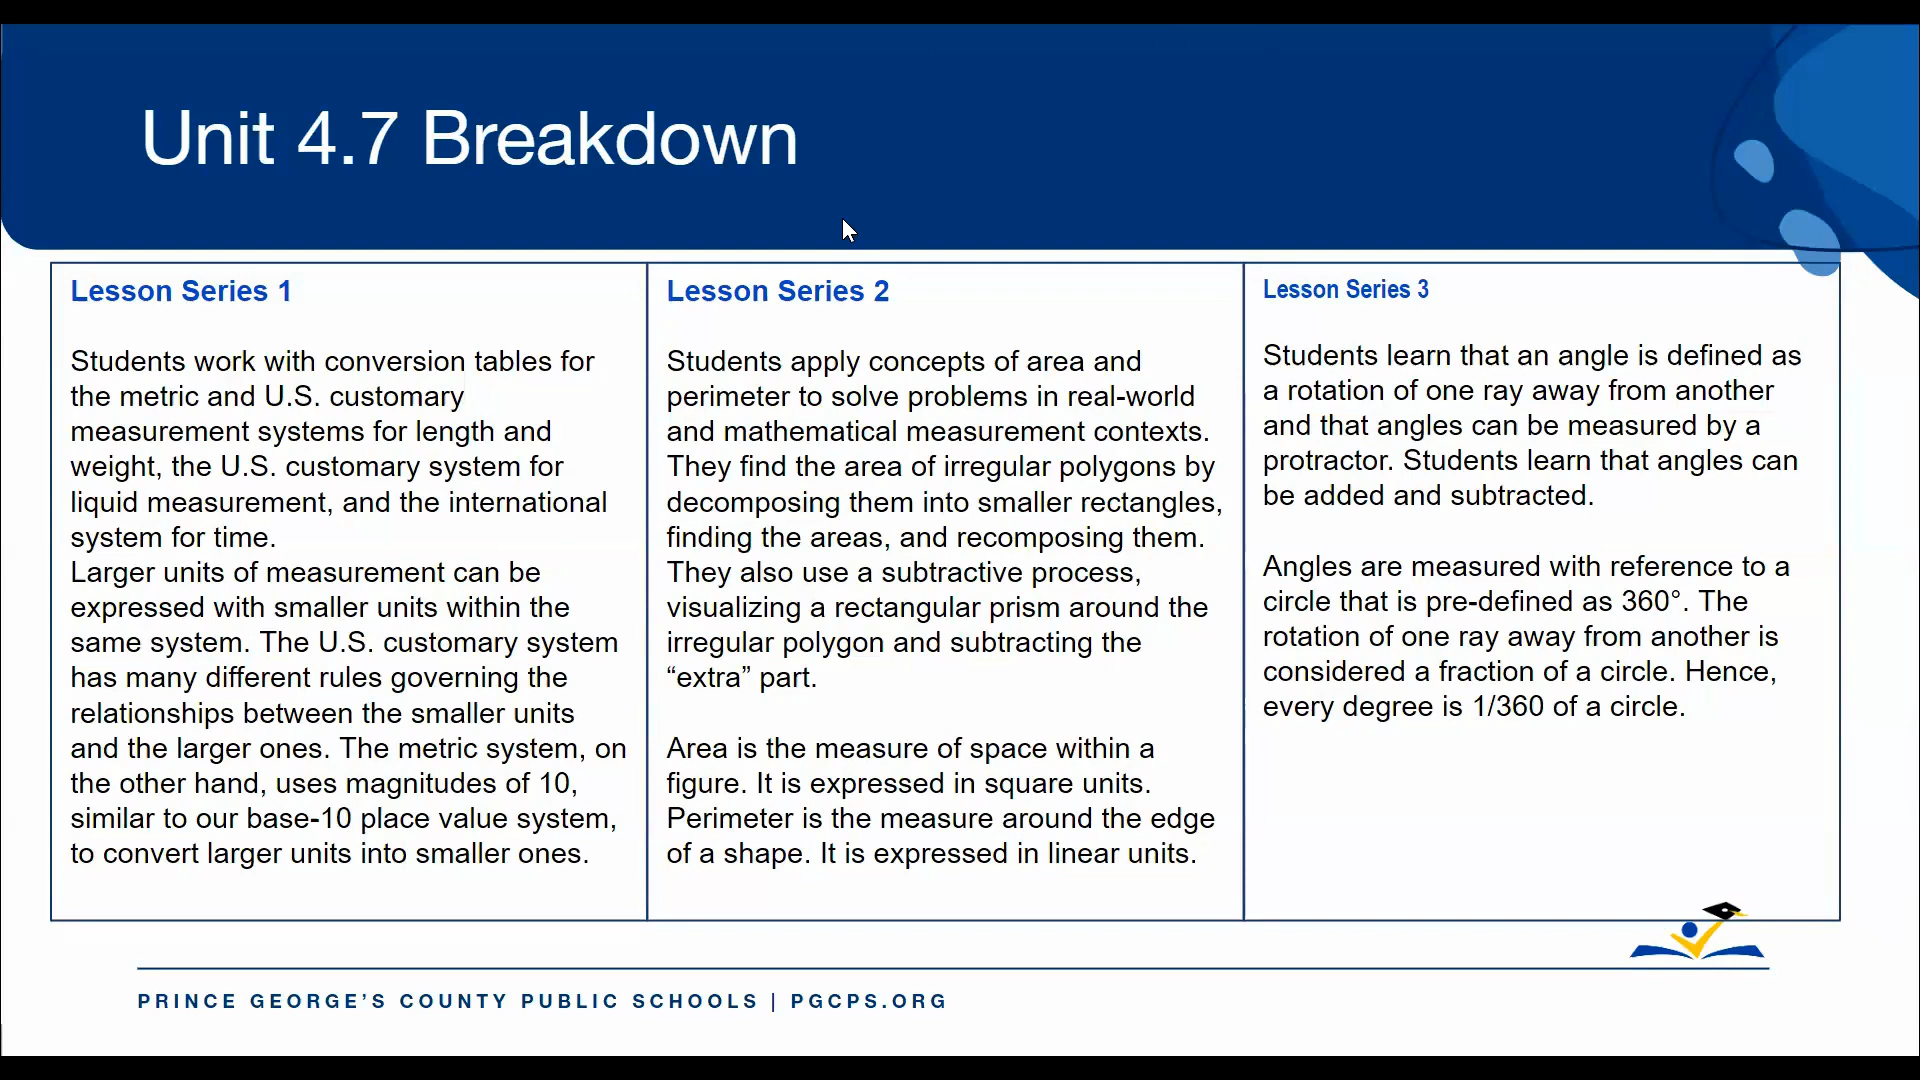 Unit 4.7 Breakdown
Lesson Series 1
Students work with conversion tables for
the metric and U.S. customary
measurement systems for length and
weight, the U.S. customary system for
liquid measurement, and the international
system for time.
Larger units of measurement can be
expressed with smaller units within the
same system. The U.S. customary system
has many different rules governing the
relationships between the smaller units
and the larger ones. The metric system, on
the other hand, uses magnitudes of 10,
similar to our base-10 place value system,
to convert larger units into smaller ones.
Lesson Series 2
Students apply concepts of area and
perimeter to solve problems in real-world
and mathematical measurement contexts.
They find the area of irregular polygons by
decomposing them into smaller rectangles,
finding the areas, and recomposing them.
They also use a subtractive process,
visualizing a rectangular prism around the
irregular polygon and subtracting the
“extra” part.
Area is the measure of space within a
figure. It is expressed in square units.
Perimeter is the measure around the edge
of a shape. It is expressed in linear units.
Lesson Series 3
Students learn that an angle is defined as
a rotation of one ray away from another
and that angles can be measured by a
protractor. Students learn that angles can
be added and subtracted.
Angles are measured with reference to a
circle that is pre-defined as 360°. The
rotation of one ray away from another is
considered a fraction of a circle. Hence,
every degree is 1/360 of a circle.
PRINCE GEORGE’S COUNTY PUBLIC SCHOOLS | PGCPS.ORG